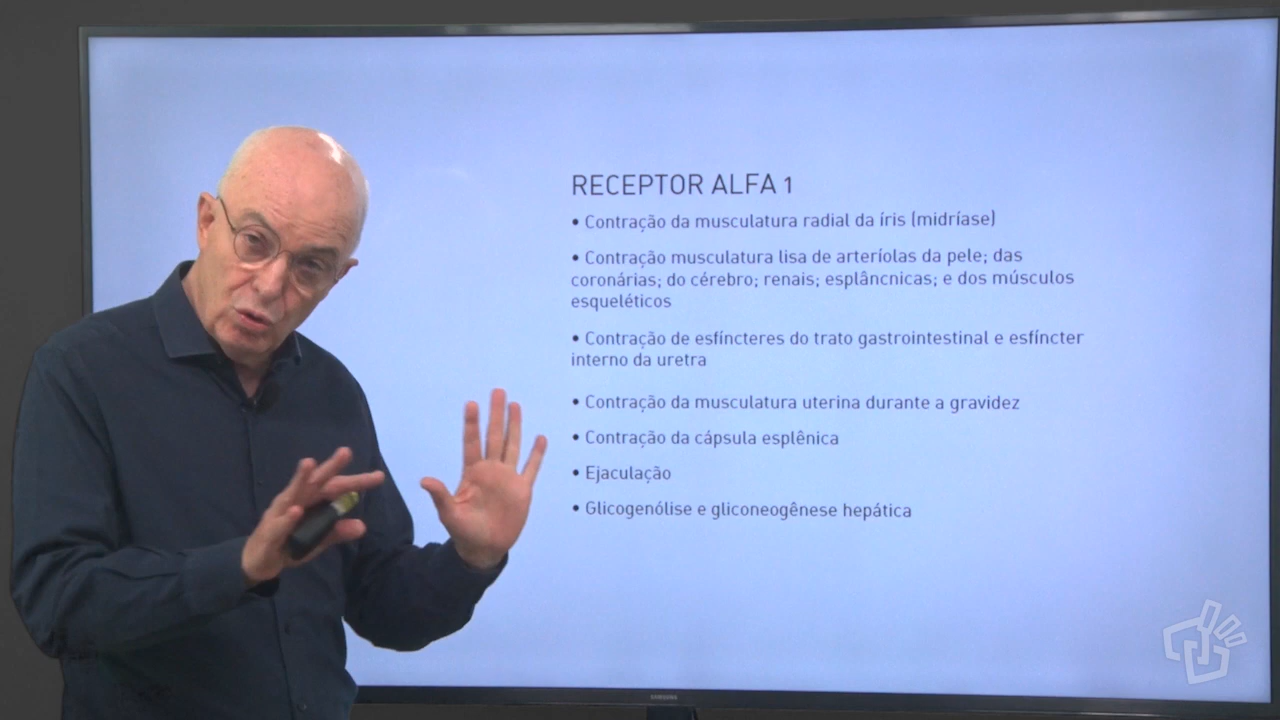 RECEPTOR ALFA 1
• Contração da musculatura radial da íris (midríase)
• Contração musculatura lisa de arteríolas da pele; das
coronárias; do cérebro; renais; esplâncnicas; e dos músculos
esqueléticos
• Contração de esfíncteres do trato gastrointestinal e esfíncter
interno da uretra
• Contração da musculatura uterina durante a gravidez
• Contração da cápsula esplênica
• Ejaculação
• Glicogenólise e gliconeogênese hepática
SAMSUNG